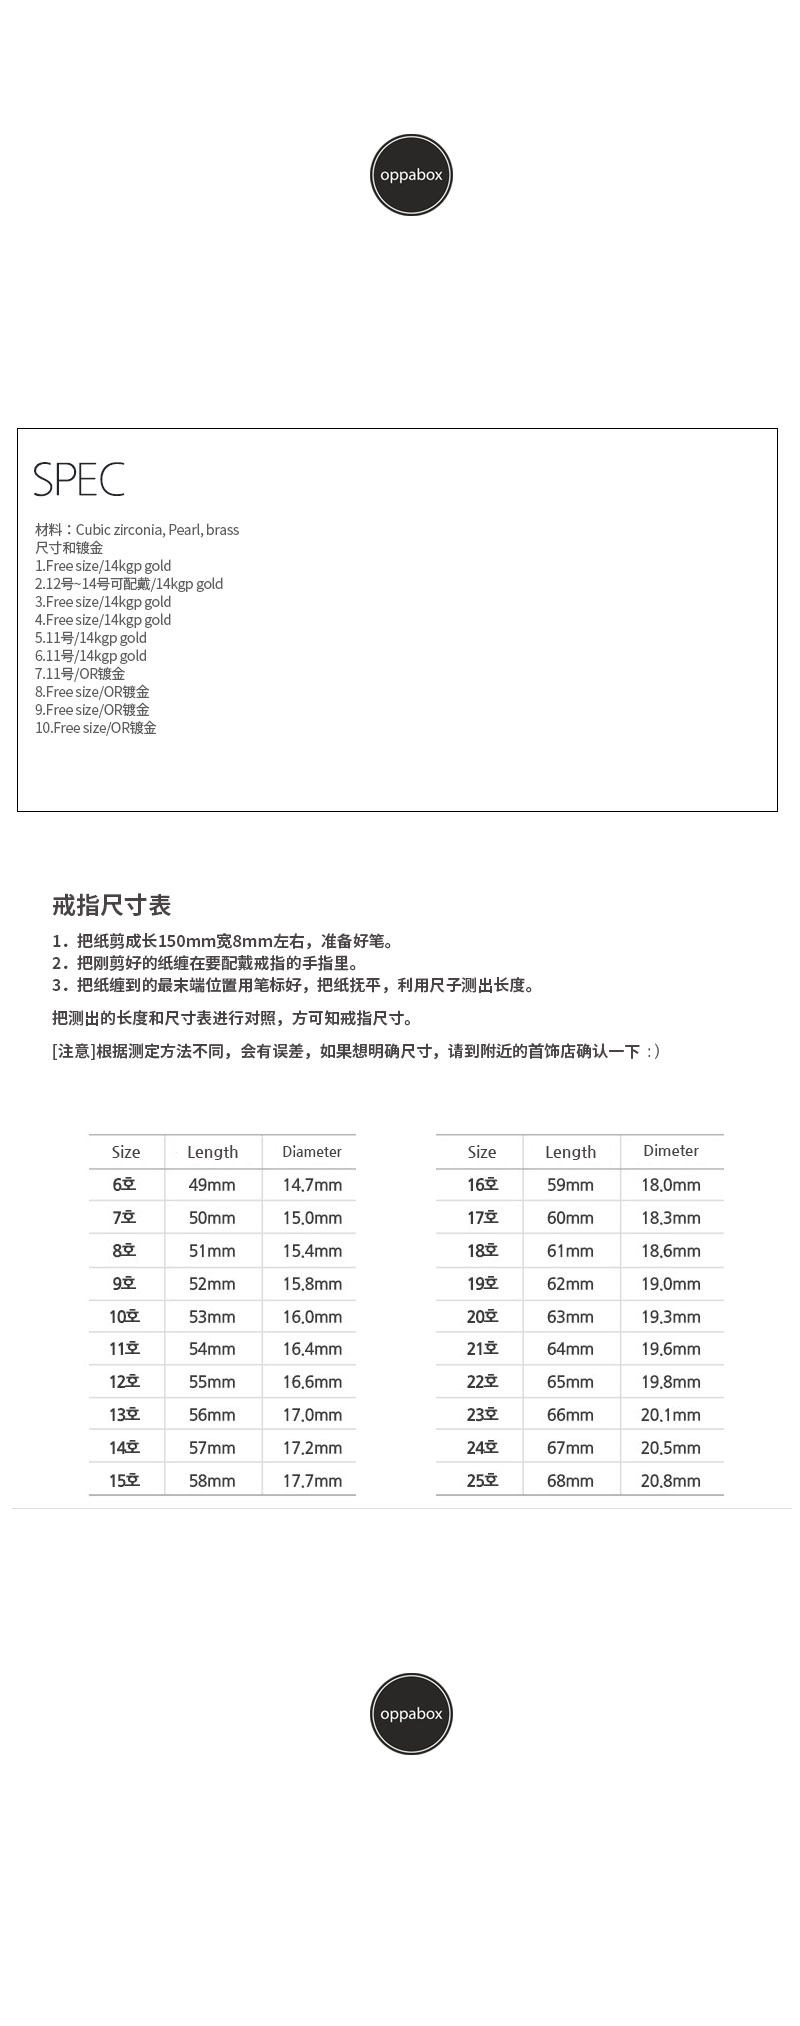 oppabox
SPEC
材料：Cubic zirconia, Pearl, brass
尺寸和镀金
1.Free size/14kgp gold
2.12号~14号可配戴/14kgp gold
3.Free size/14kgp gold
4.Free size/14kgp gold
5.11号/14kgp gold
6.11号/14kgp gold
7.11号/OR镀金
8.Free size/OR镀金
9.Free size/OR镀金
10.Free size/OR镀金
戒指尺寸表
1．把纸剪成长150mm宽8mm左右，准备好笔。
2．把刚剪好的纸缠在要配戴戒指的手指里。
3．把纸缠到的最末端位置用笔标好，把纸抚平，利用尺子测出长度。
把测出的长度和尺寸表进行对照，方可知戒指尺寸。
[注意]根据测定方法不同，会有误差，如果想明确尺寸，请到附近的首饰店确认一下 : )
Size Length Diameter
6호 49mm 14.7mm
7호 50mm 15.0mm
8호 51mm 15.4mm
9호 52mm 15.8mm
10호 53mm 16.0mm
11호 54mm 16.4mm
12호 55mm 16.6mm
13호 56mm 17.0mm
14호 57mm 17.2mm
15호 58mm 17.7mm
Size Length Dimeter
16호 59mm 18.0mm
17호 60mm 18.3mm
18호 61mm 18.6mm
19호 62mm 19.0mm
20호 63mm 19.3mm
21호 64mm 19.6mm
22호 65mm 19.8mm
23호 66mm 20.1mm
24호 67mm 20.5mm
25호 68mm 20.8mm
oppabox